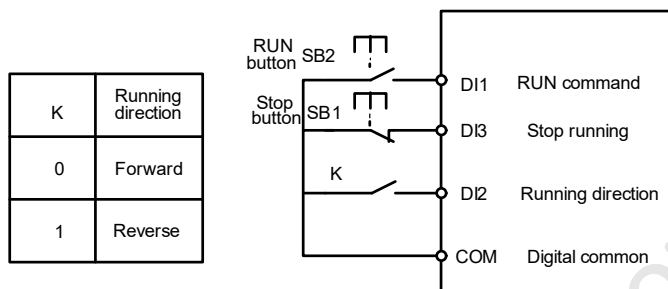 K
Running
direction
0
Forward
1
Reverse
RUN
button SB2
DI1 RUN command
Stop
button SB1
DI3 Stop running
K
DI2 Running direction
COM Digital common